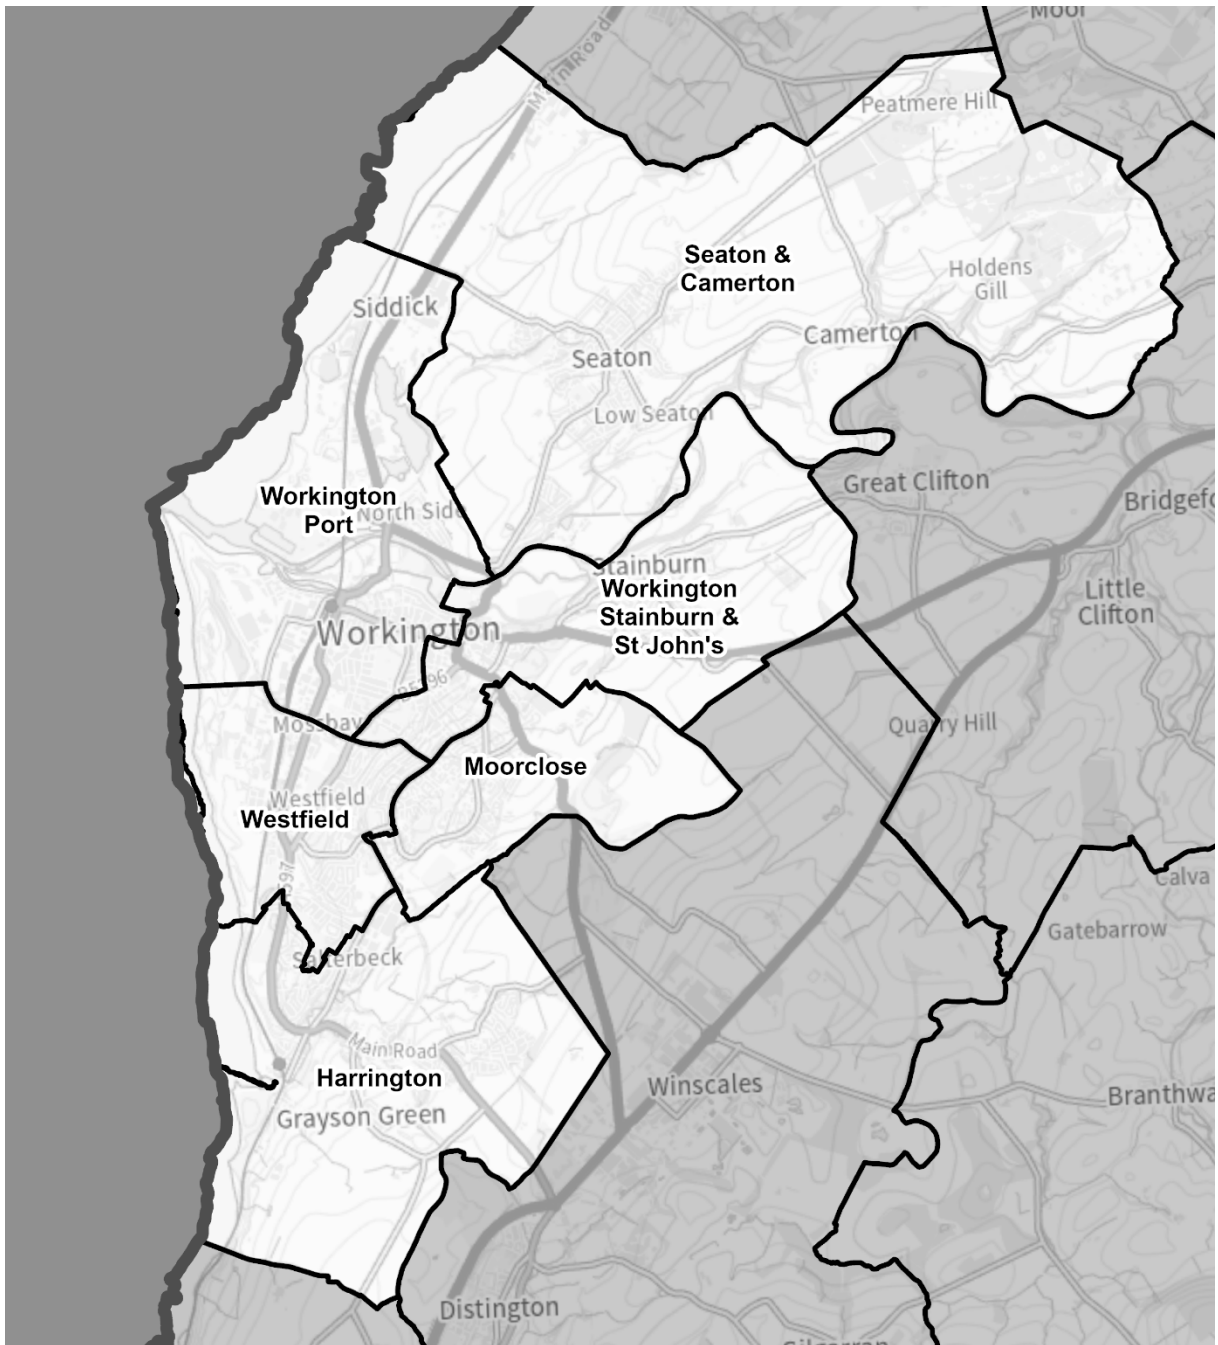 Moor
Main Road
Peatmere Hill
Seaton &
Camerton
Holdens
Gill
Siddick
Camerton
Seaton
Low Seaton
Great Clifton
Workington
Port
North Side
Bridgefo
Stainburn
Workington
Stainburn &
St John's
Little
Clifton
Workington
B5296
Mossbay
Quarry Hill
Moorclose
Westfield
Westfield
Calva
Gatebarrow
Salterbeck
Main Road
Harrington
Winscales
Branthwa
Grayson Green
Distington